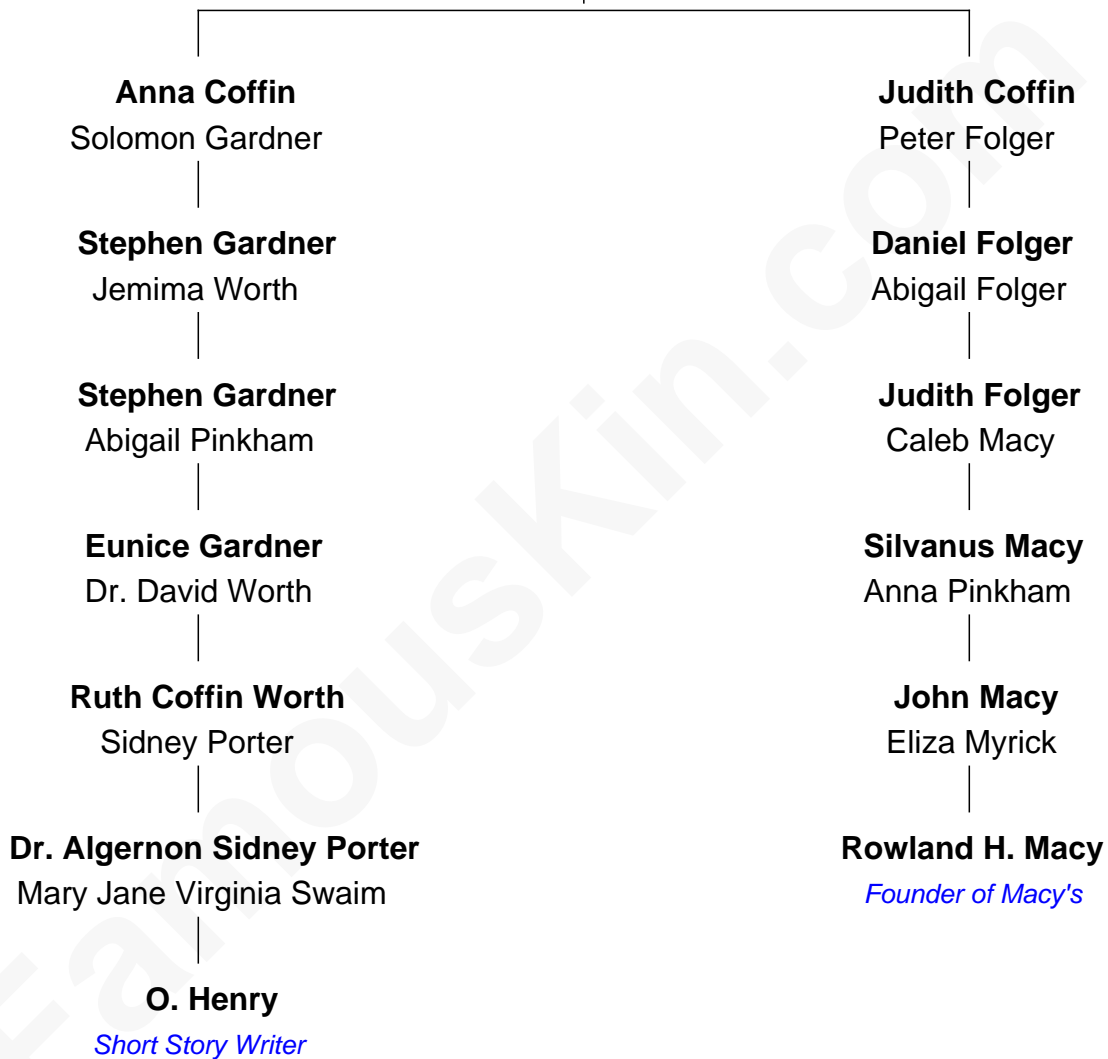 Anna Coffin
Solomon Gardner
Judith Coffin
Peter Folger
Stephen Gardner
Jemima Worth
Daniel Folger
Abigail Folger
Stephen Gardner
Abigail Pinkham
Judith Folger
Caleb Macy
Eunice Gardner
Dr. David Worth
Silvanus Macy
Anna Pinkham
Ruth Coffin Worth
Sidney Porter
John Macy
Eliza Myrick
Dr. Algernon Sidney Porter
Mary Jane Virginia Swaim
Rowland H. Macy
Founder of Macy's
O. Henry
Short Story Writer
FamousKin.com